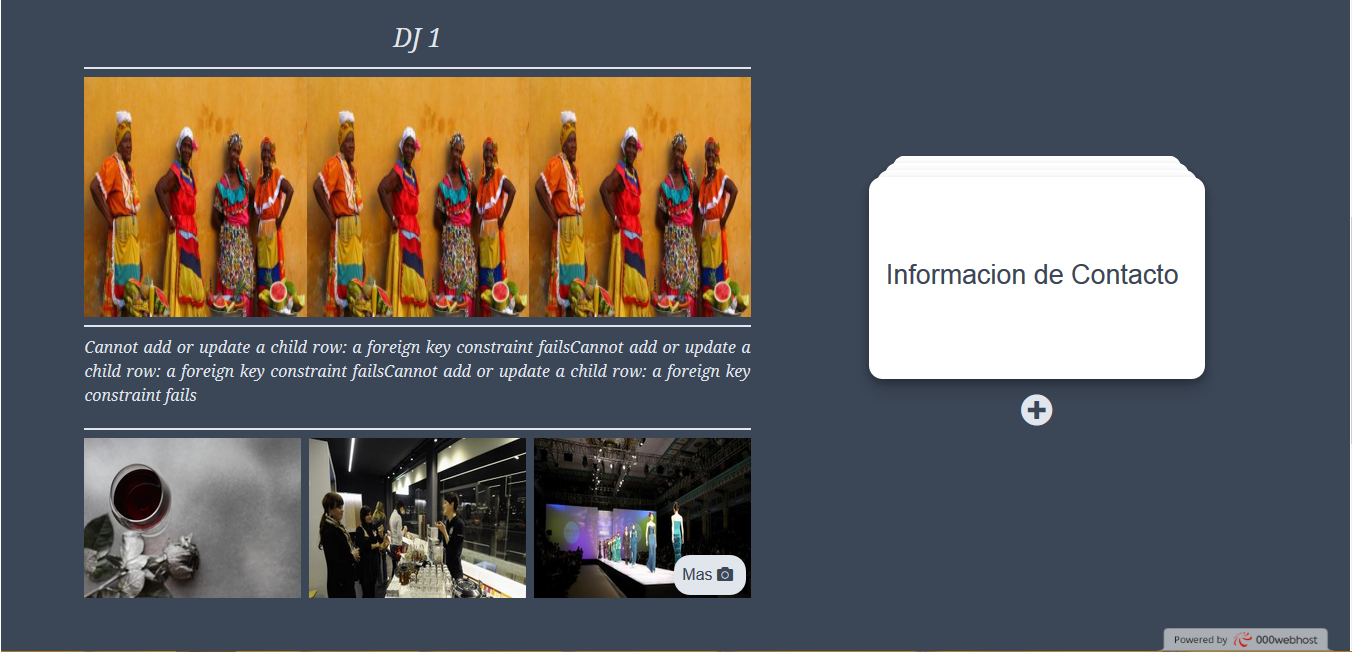 DJ 1
Cannot add or update a child row: a foreign key constraint failsCannot add or update a
child row: a foreign key constraint failsCannot add or update a child row: a foreign key
constraint fails
Informacion de Contacto
Mas
Powered by 000webhost